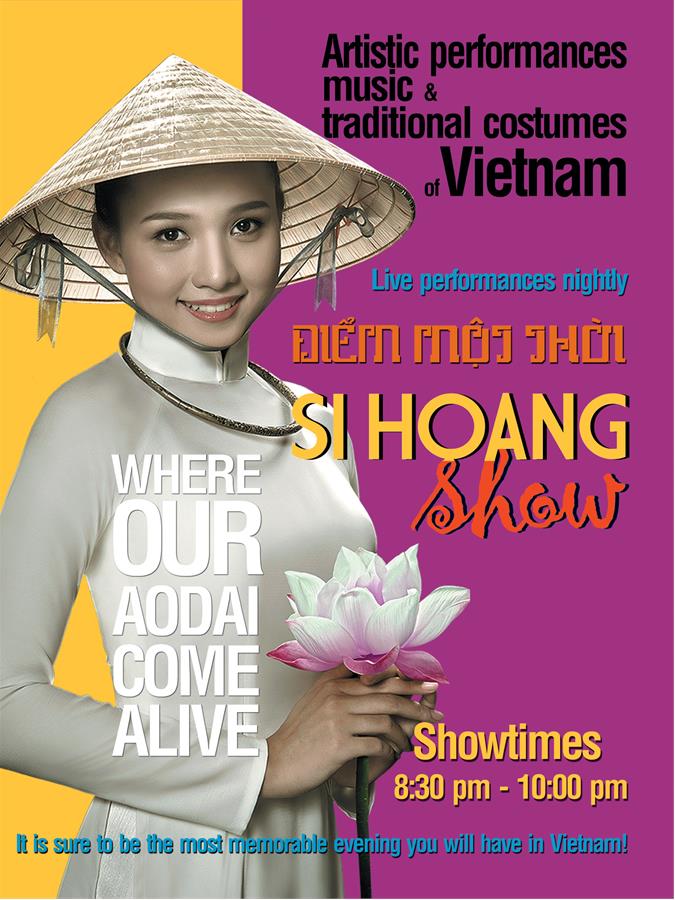 Artistic performances
music &
traditional costumes
of Vietnam
Live performances nightly
ĐIỂM MỘT THỜI
SI HOANG
Show
WHERE
OUR
AODAI
COME
ALIVE
Showtimes
8:30 pm - 10:00 pm
It is sure to be the most memorable evening you will have in Vietnam!